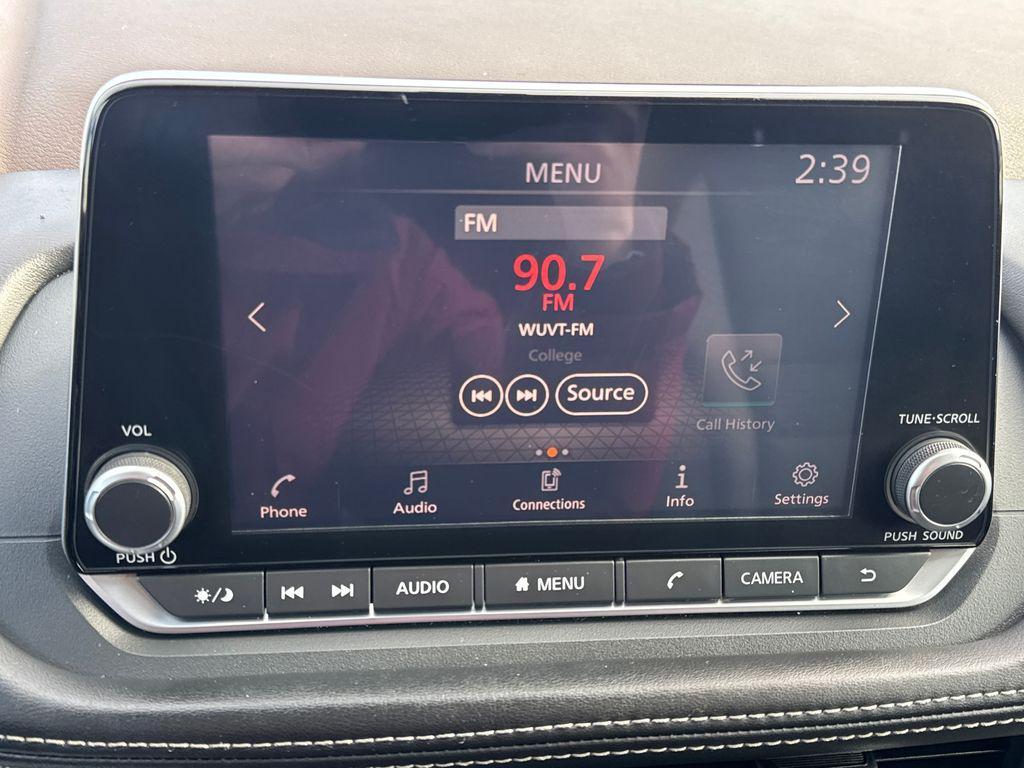 MENU
2:39
FM
90.7
FM
WUVT-FM
College
Source
Call History
VOL
TUNE·SCROLL
Phone
Audio
Connections
Info
Settings
PUSH
PUSH SOUND
AUDIO
MENU
CAMERA